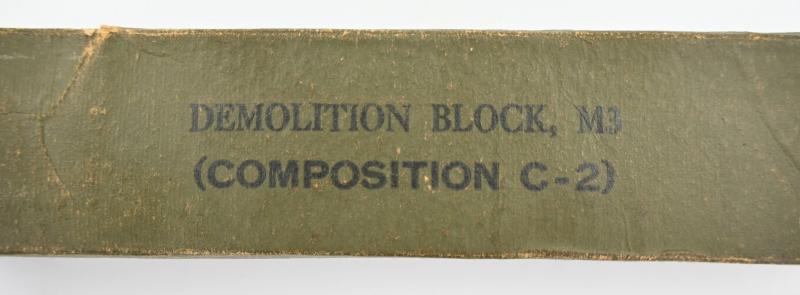 DEMOLITION BLOCK, M3
(COMPOSITION C-2)